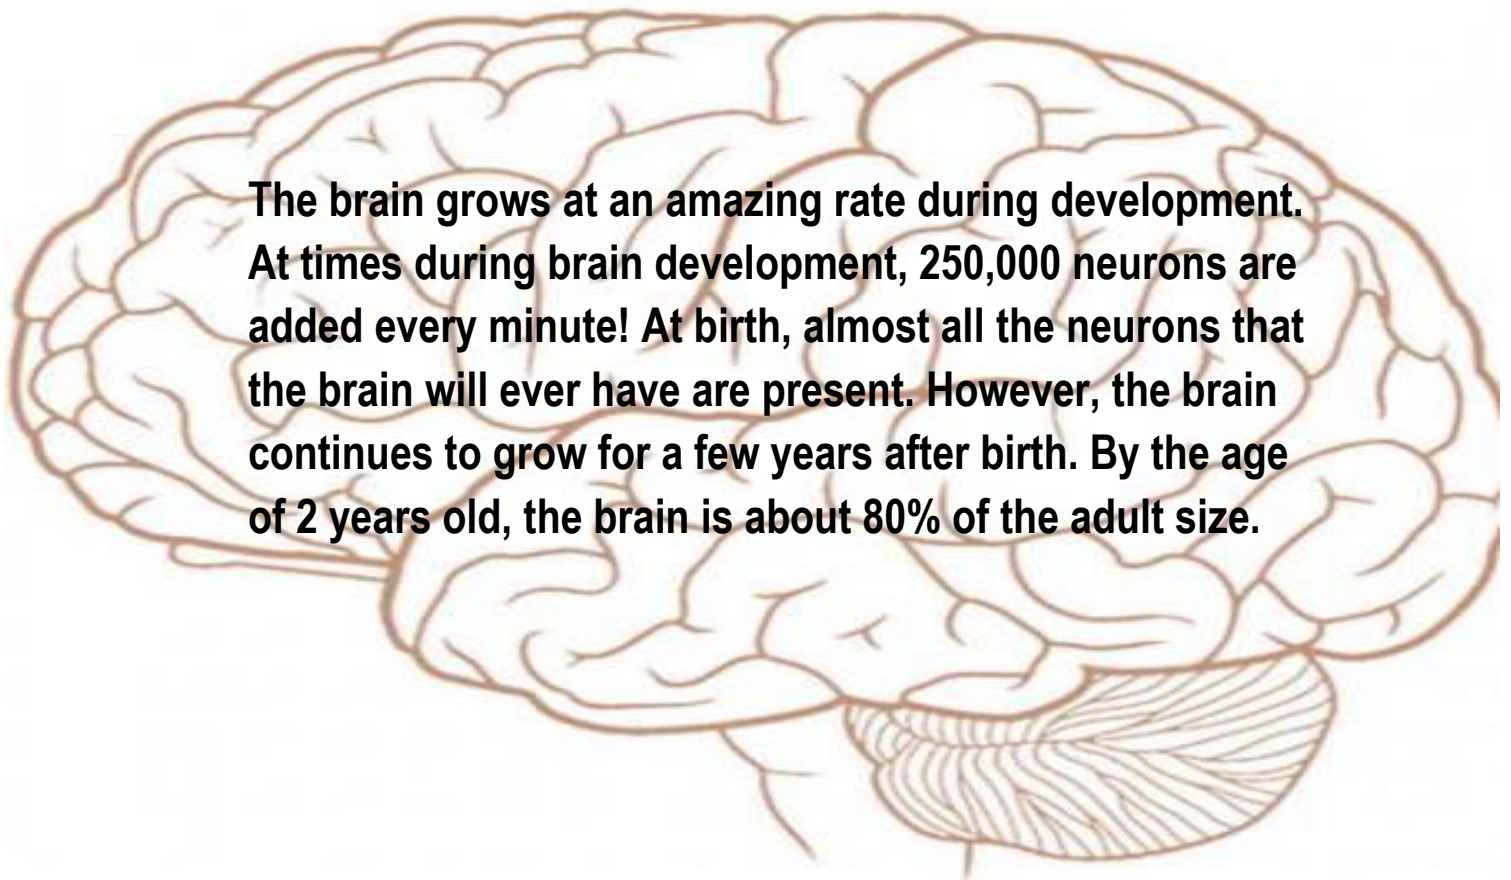 The brain grows at an amazing rate during development.
At times during brain development, 250,000 neurons are
added every minute! At birth, almost all the neurons that
the brain will ever have are present. However, the brain
continues to grow for a few years after birth. By the age
of 2 years old, the brain is about 80% of the adult size.